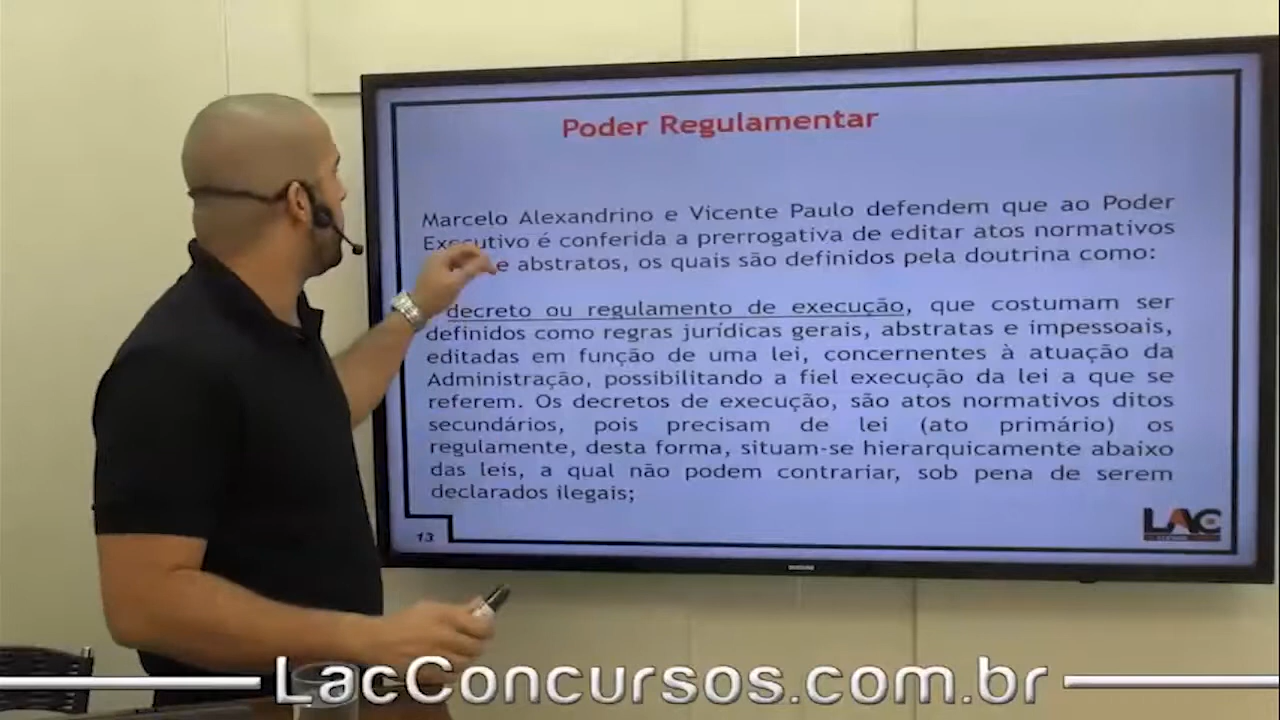 Poder Regulamentar
Marcelo Alexandrino e Vicente Paulo defendem que ao Poder
Executivo é conferida a prerrogativa de editar atos normativos
e abstratos, os quais são definidos pela doutrina como:
decreto ou regulamento de execução, que costumam ser
definidos como regras jurídicas gerais, abstratas e impessoais,
editadas em função de uma lei, concernentes à atuação da
Administração, possibilitando a fiel execução da lei a que se
referem. Os decretos de execução, são atos normativos ditos
secundários, pois precisam de lei (ato primário) os
regulamente, desta forma, situam-se hierarquicamente abaixo
das leis, a qual não podem contrariar, sob pena de serem
declarados ilegais;
13
LAC
LacConcursos.com.br